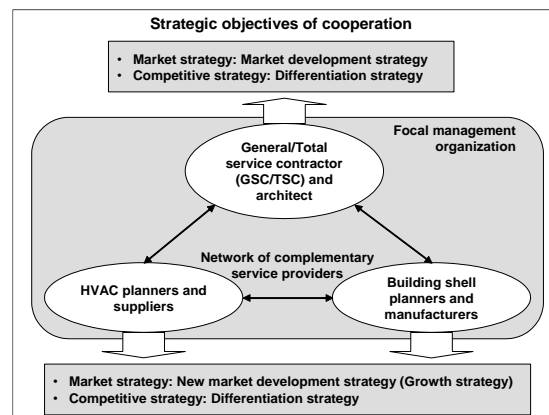 Strategic objectives of cooperation
• Market strategy: Market development strategy
• Competitive strategy: Differentiation strategy
Focal management
organization
General/Total
service contractor
(GSC/TSC) and
architect
Network of complementary
service providers
HVAC planners and
suppliers
Building shell
planners and
manufacturers
• Market strategy: New market development strategy (Growth strategy)
• Competitive strategy: Differentiation strategy